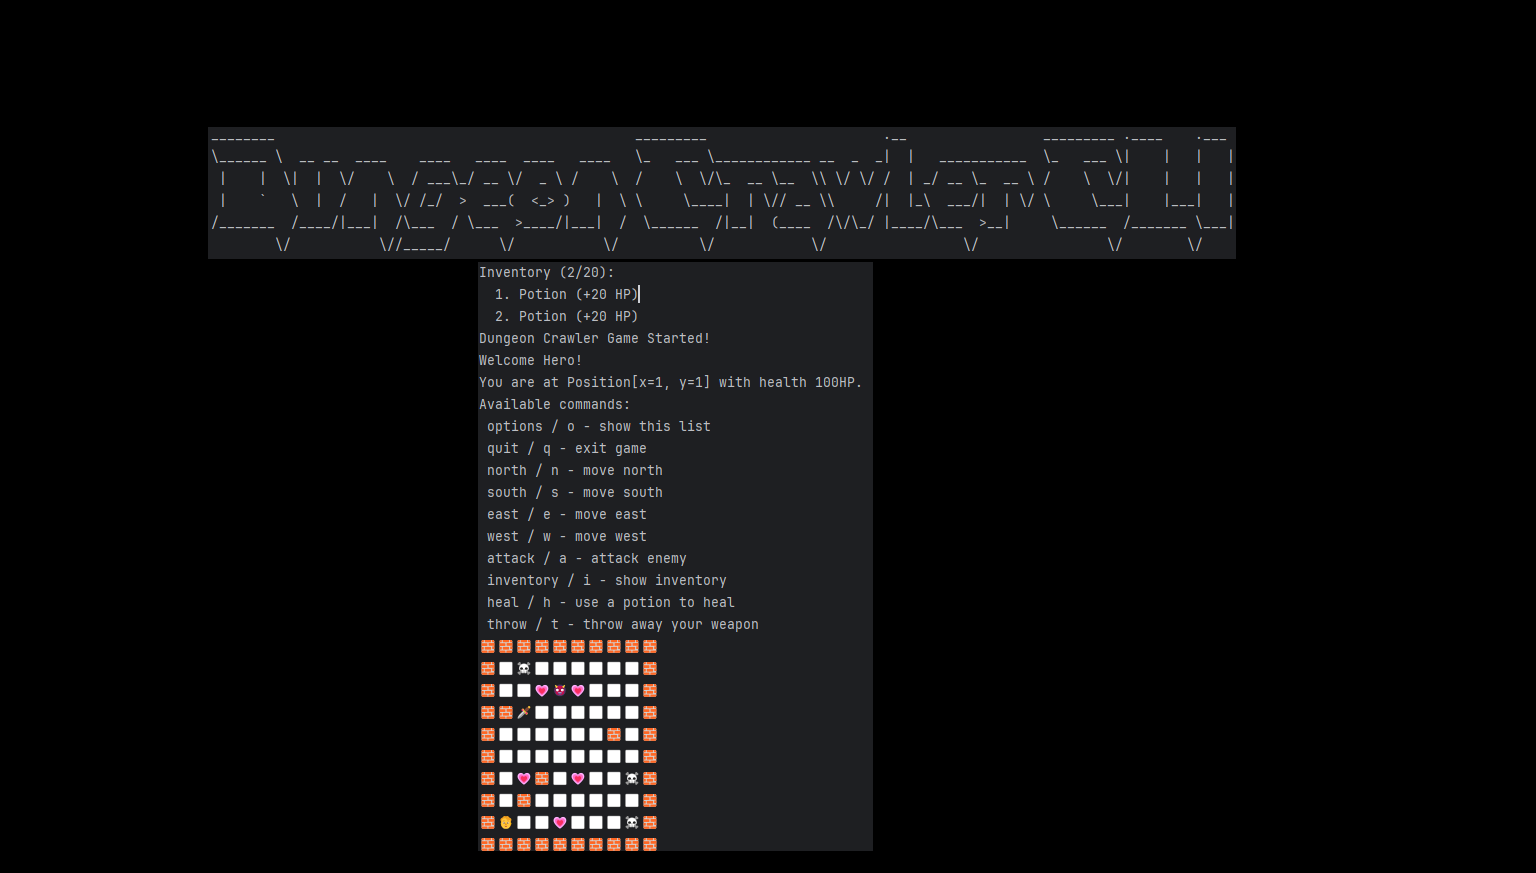 Dungeon Crawler CLI
Inventory (2/20):
1. Potion (+20 HP)
2. Potion (+20 HP)
Dungeon Crawler Game Started!
Welcome Hero!
You are at Position[x=1, y=1] with health 100HP.
Available commands:
options / o - show this list
quit / q - exit game
north / n - move north
south / s - move south
east / e - move east
west / w - move west
attack / a - attack enemy
inventory / i - show inventory
heal / h - use a potion to heal
throw / t - throw away your weapon